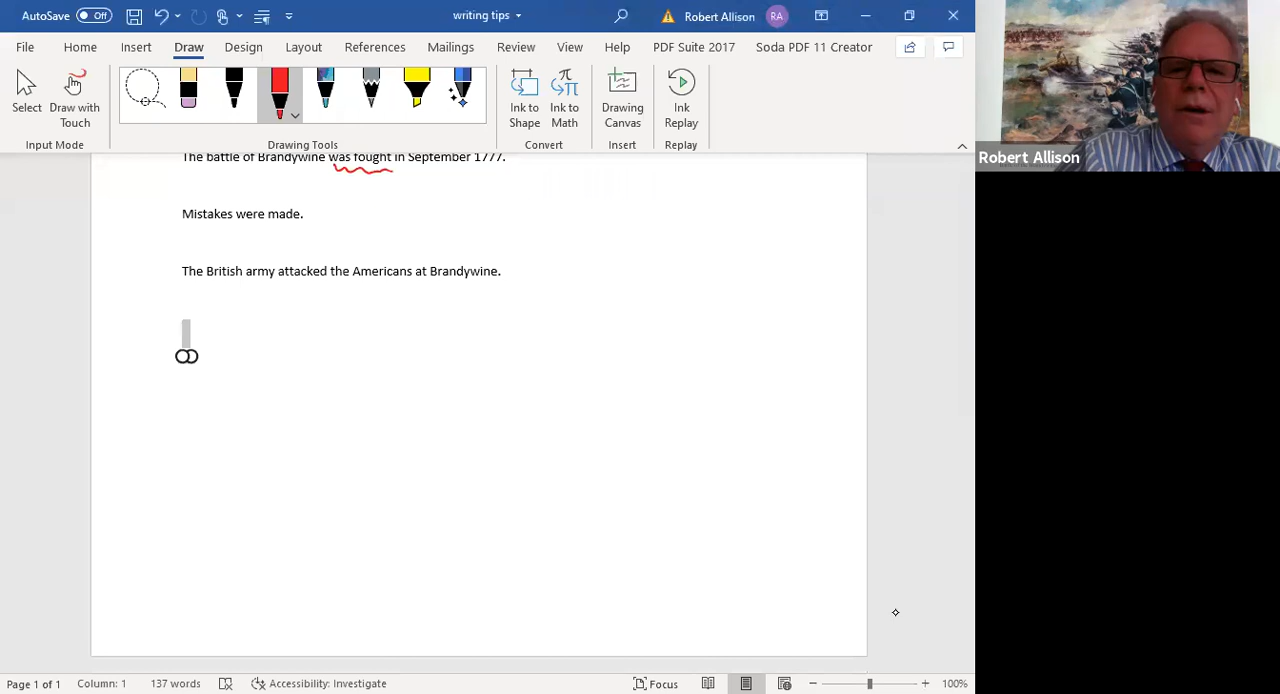 AutoSave Off writing tips Robert Allison RA
File Home Insert Draw Design Layout References Mailings Review View Help PDF Suite 2017 Soda PDF 11 Creator
Select Draw with Touch Ink to Shape Ink to Math Drawing Canvas Ink Replay
Input Mode Drawing Tools Convert Insert Replay
Robert Allison
The battle of Brandywine was fought in September 1777.
Mistakes were made.
The British army attacked the Americans at Brandywine.
Page 1 of 1 Column: 1 137 words Accessibility: Investigate Focus 100%